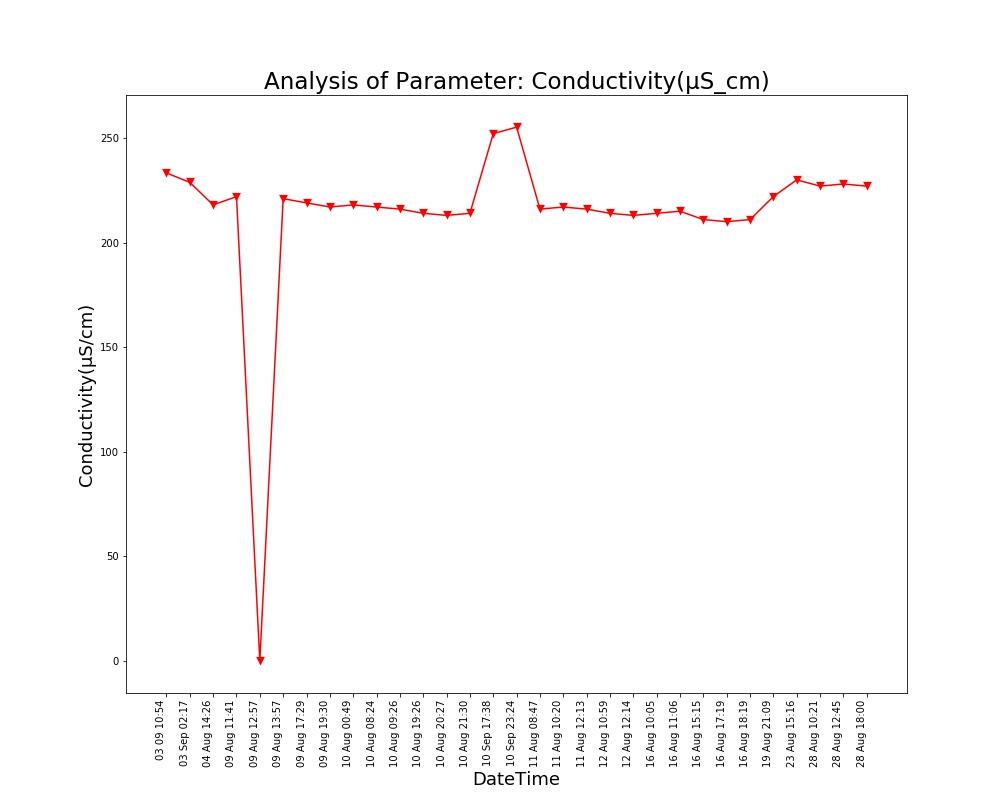 Analysis of Parameter: Conductivity(µS_cm)
Conductivity(µS/cm)
250
200
150
100
50
0
03 09 10:54
03 Sep 02:17
04 Aug 14:26
09 Aug 11:41
09 Aug 12:57
09 Aug 13:57
09 Aug 17:29
09 Aug 19:30
10 Aug 00:49
10 Aug 08:24
10 Aug 09:26
10 Aug 19:26
10 Aug 20:27
10 Aug 21:30
10 Sep 17:38
10 Sep 23:24
11 Aug 08:47
11 Aug 10:20
11 Aug 12:13
12 Aug 10:59
12 Aug 12:14
16 Aug 10:05
16 Aug 11:06
16 Aug 15:15
16 Aug 17:19
16 Aug 18:19
19 Aug 21:09
23 Aug 15:16
28 Aug 10:21
28 Aug 12:45
28 Aug 18:00
DateTime